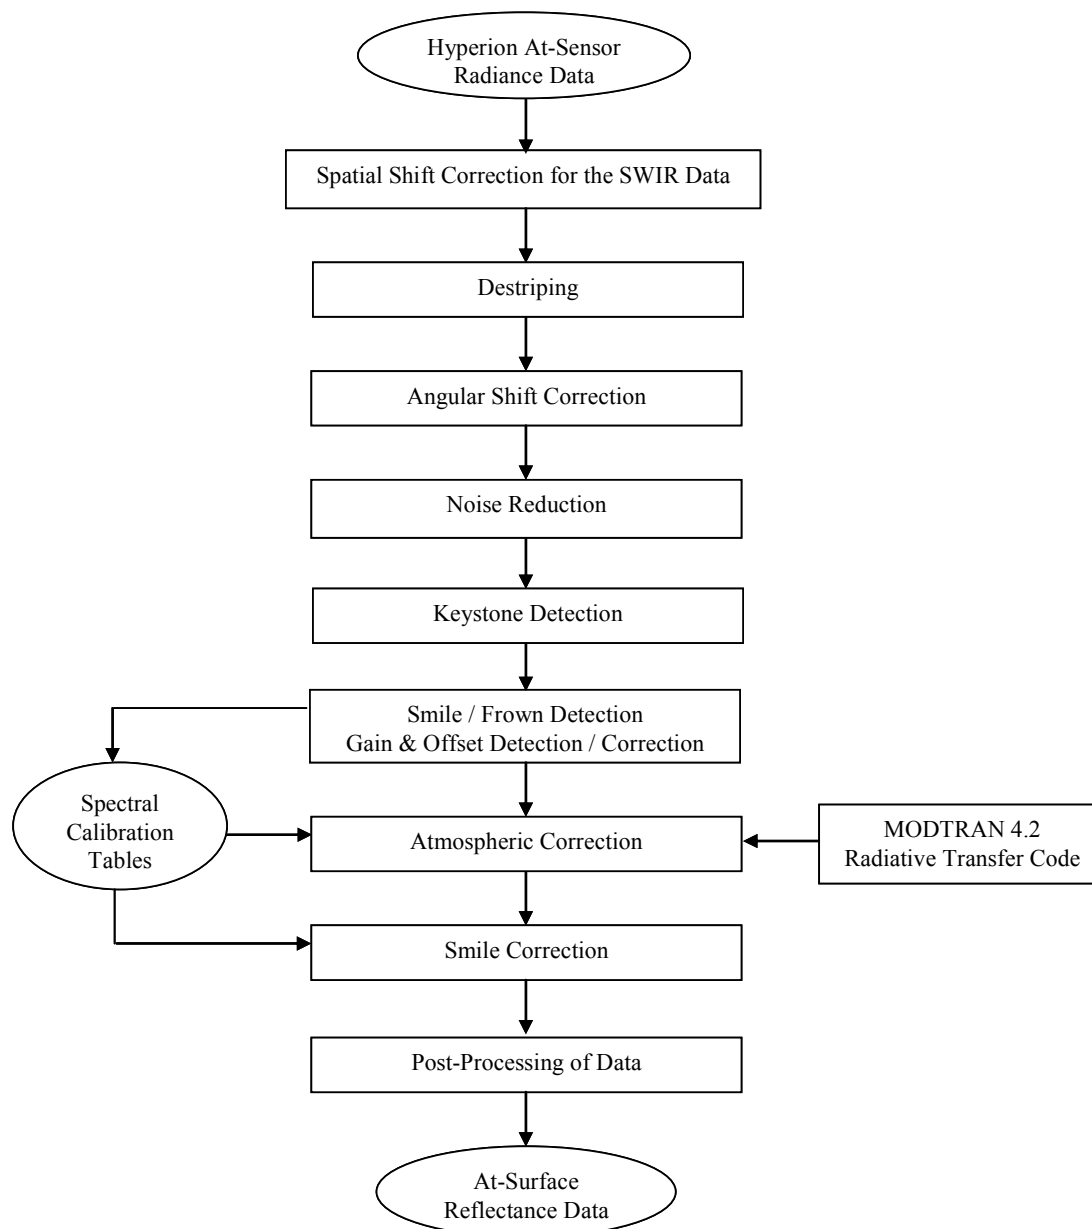 Hyperion At-Sensor
Radiance Data
Spatial Shift Correction for the SWIR Data
Destriping
Angular Shift Correction
Noise Reduction
Keystone Detection
Smile / Frown Detection
Gain & Offset Detection / Correction
Spectral
Calibration
Tables
Atmospheric Correction
MODTRAN 4.2
Radiative Transfer Code
Smile Correction
Post-Processing of Data
At-Surface
Reflectance Data